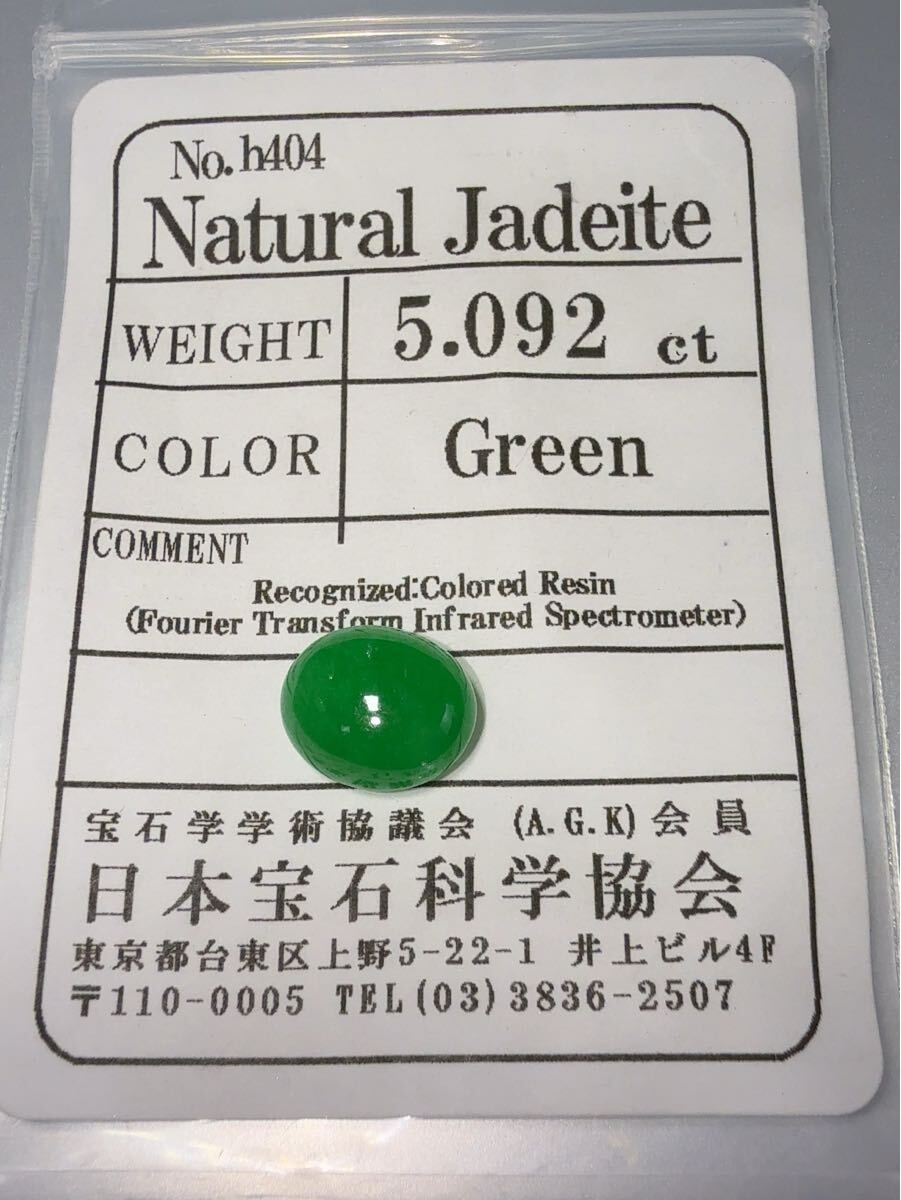 No.h404
Natural Jadeite
WEIGHT 5.092 ct
COLOR Green
COMMENT
Recognized:Colored Resin
(Fourier Transform Infrared Spectrometer)
宝石学学術協議会 (A.G.K)会員
日本宝石科学協会
東京都台東区上野5-22-1 井上ビル4F
〒110-0005 TEL(03)3836-2507